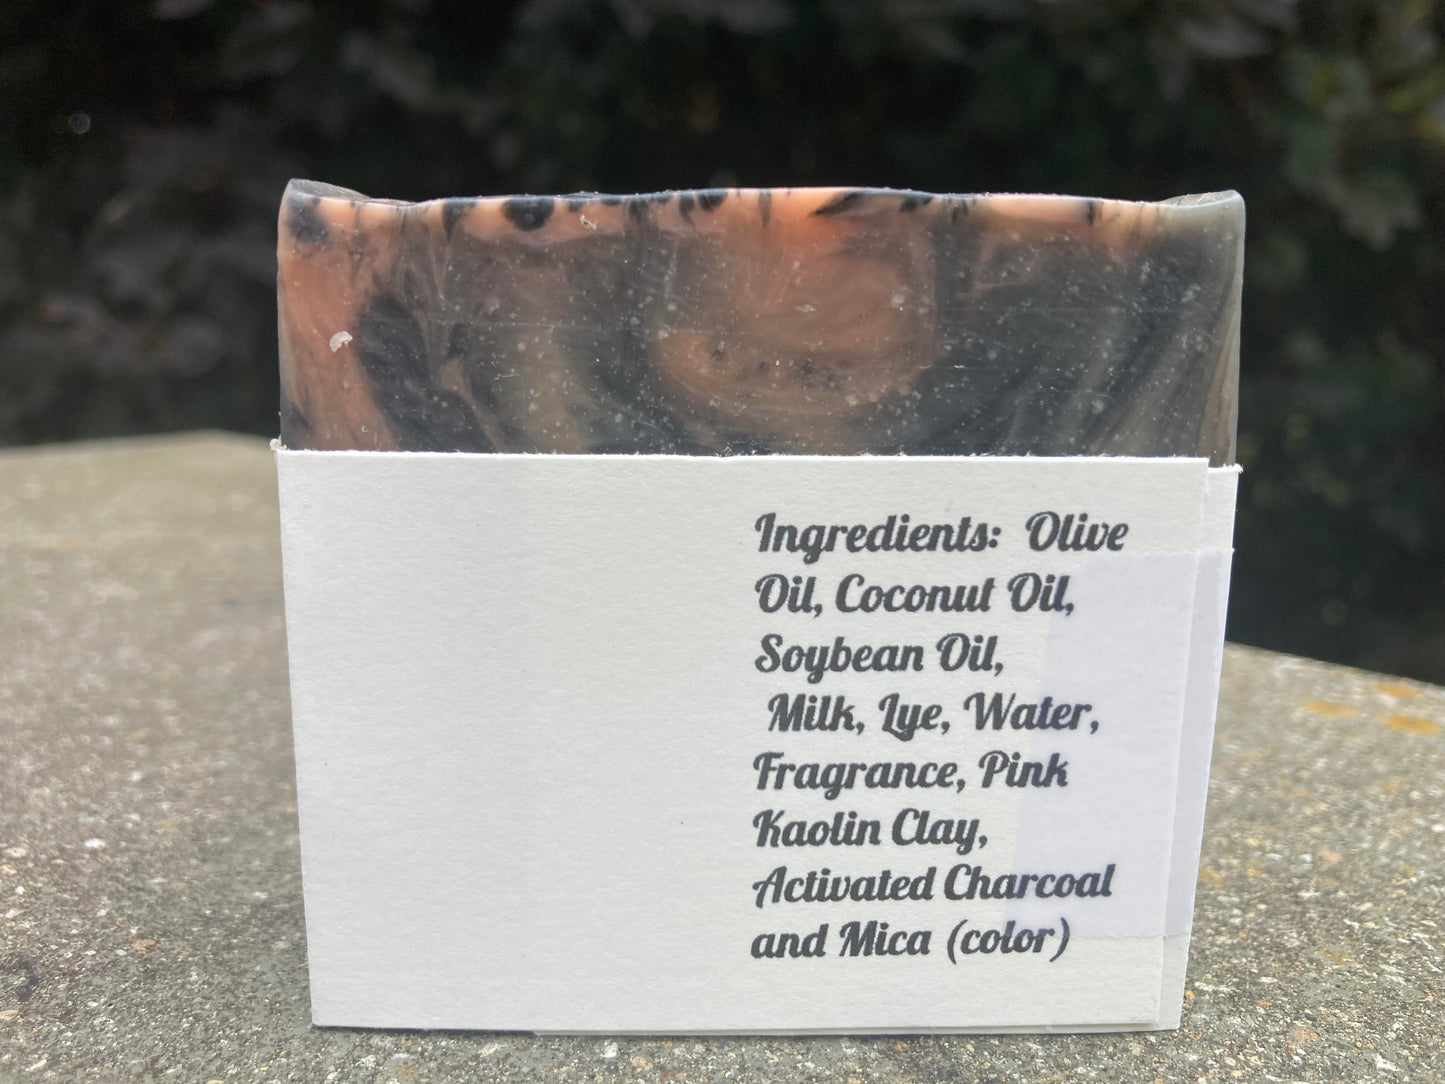 Ingredients: Olive
Oil, Coconut Oil,
Soybean Oil,
Milk, Lye, Water,
Fragrance, Pink
Kaolin Clay,
Activated Charcoal
and Mica (color)